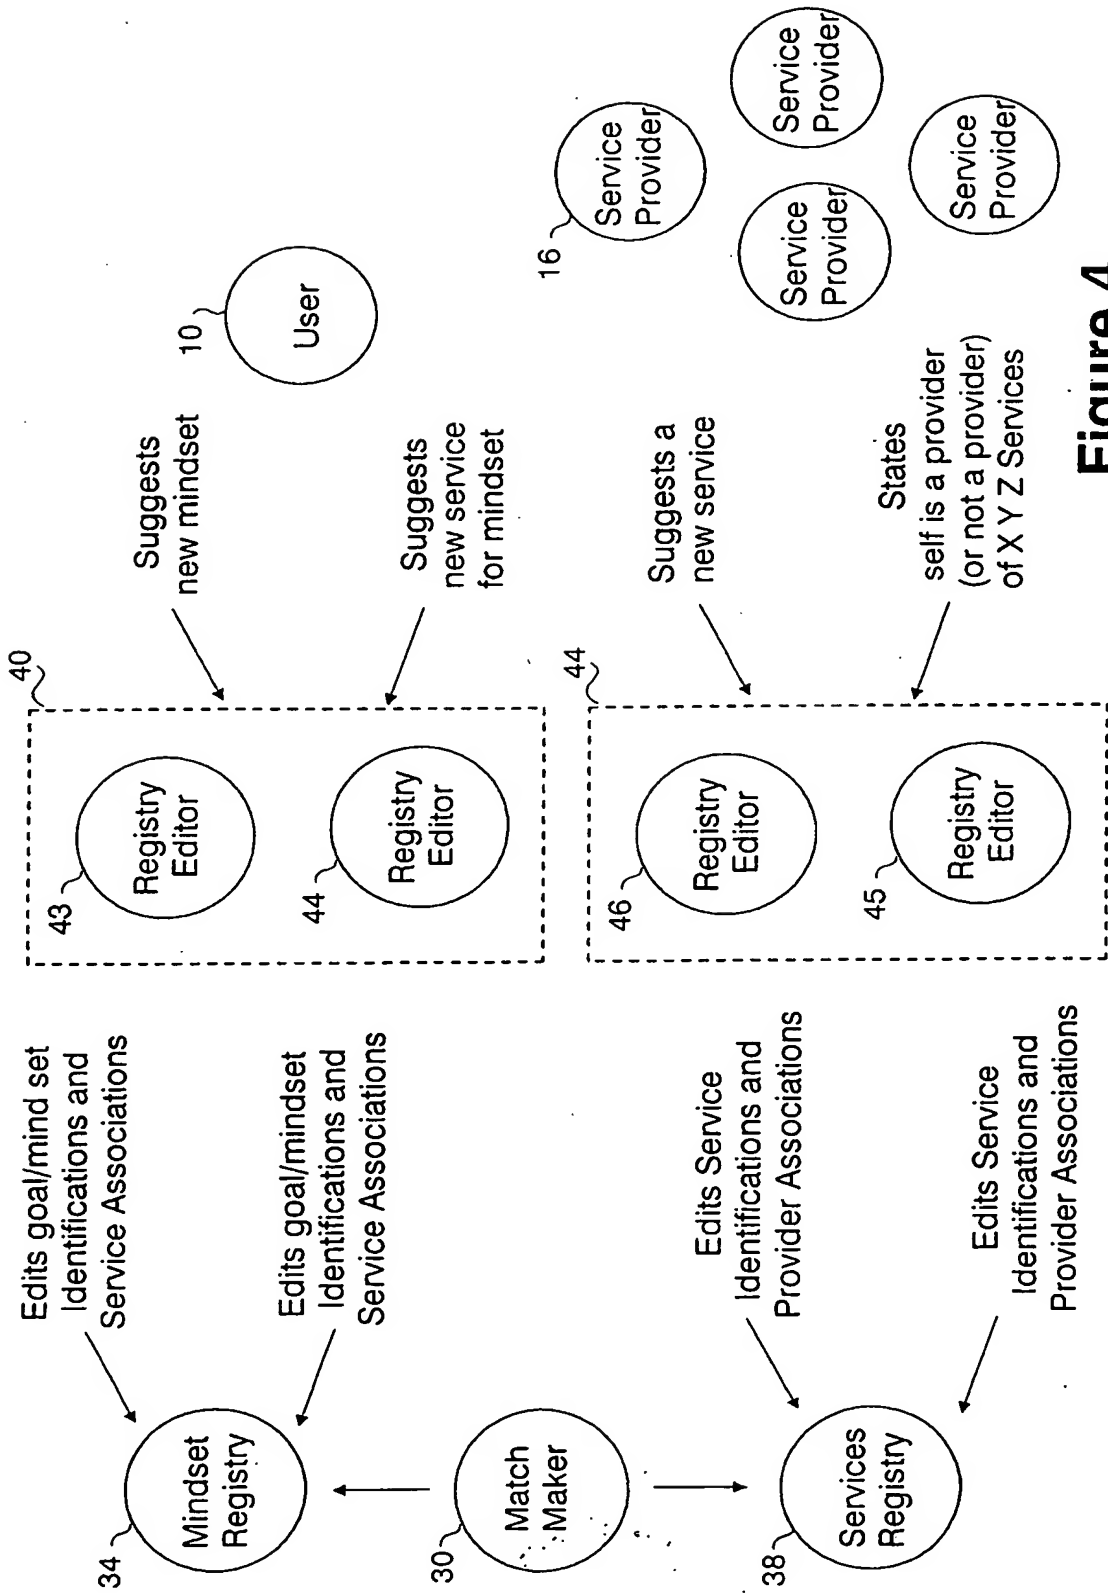 34
Mindset
Registry
30
Match
Maker
38
Services
Registry
Edits goal/mind set
Identifications and
Service Associations
Edits goal/mindset
Identifications and
Service Associations
Edits Service
Identifications and
Provider Associations
Edits Service
Identifications and
Provider Associations
40
43
Registry
Editor
44
Registry
Editor
44
46
Registry
Editor
45
Registry
Editor
Suggests
new mindset
Suggests
new service
for mindset
Suggests a
new service
States
self is a provider
(or not a provider)
of X Y Z Services
10
User
16
Service
Provider
Service
Provider
Service
Provider
Service
Provider
Figure 4